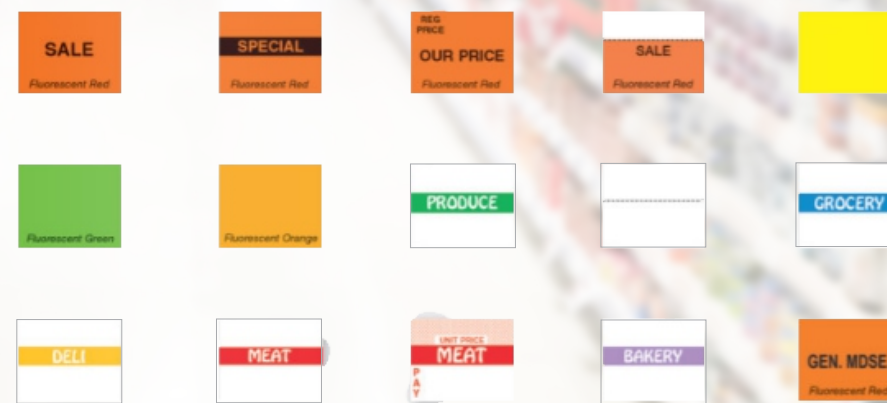 SALE
Fluorescent Red
SPECIAL
Fluorescent Red
REG
PRICE
OUR PRICE
Fluorescent Red
SALE
Fluorescent Red
Fluorescent Green
Fluorescent Orange
PRODUCE
GROCERY
DELI
MEAT
UNIT PRICE
MEAT
PAY
BAKERY
GEN. MDSE
Fluorescent Red